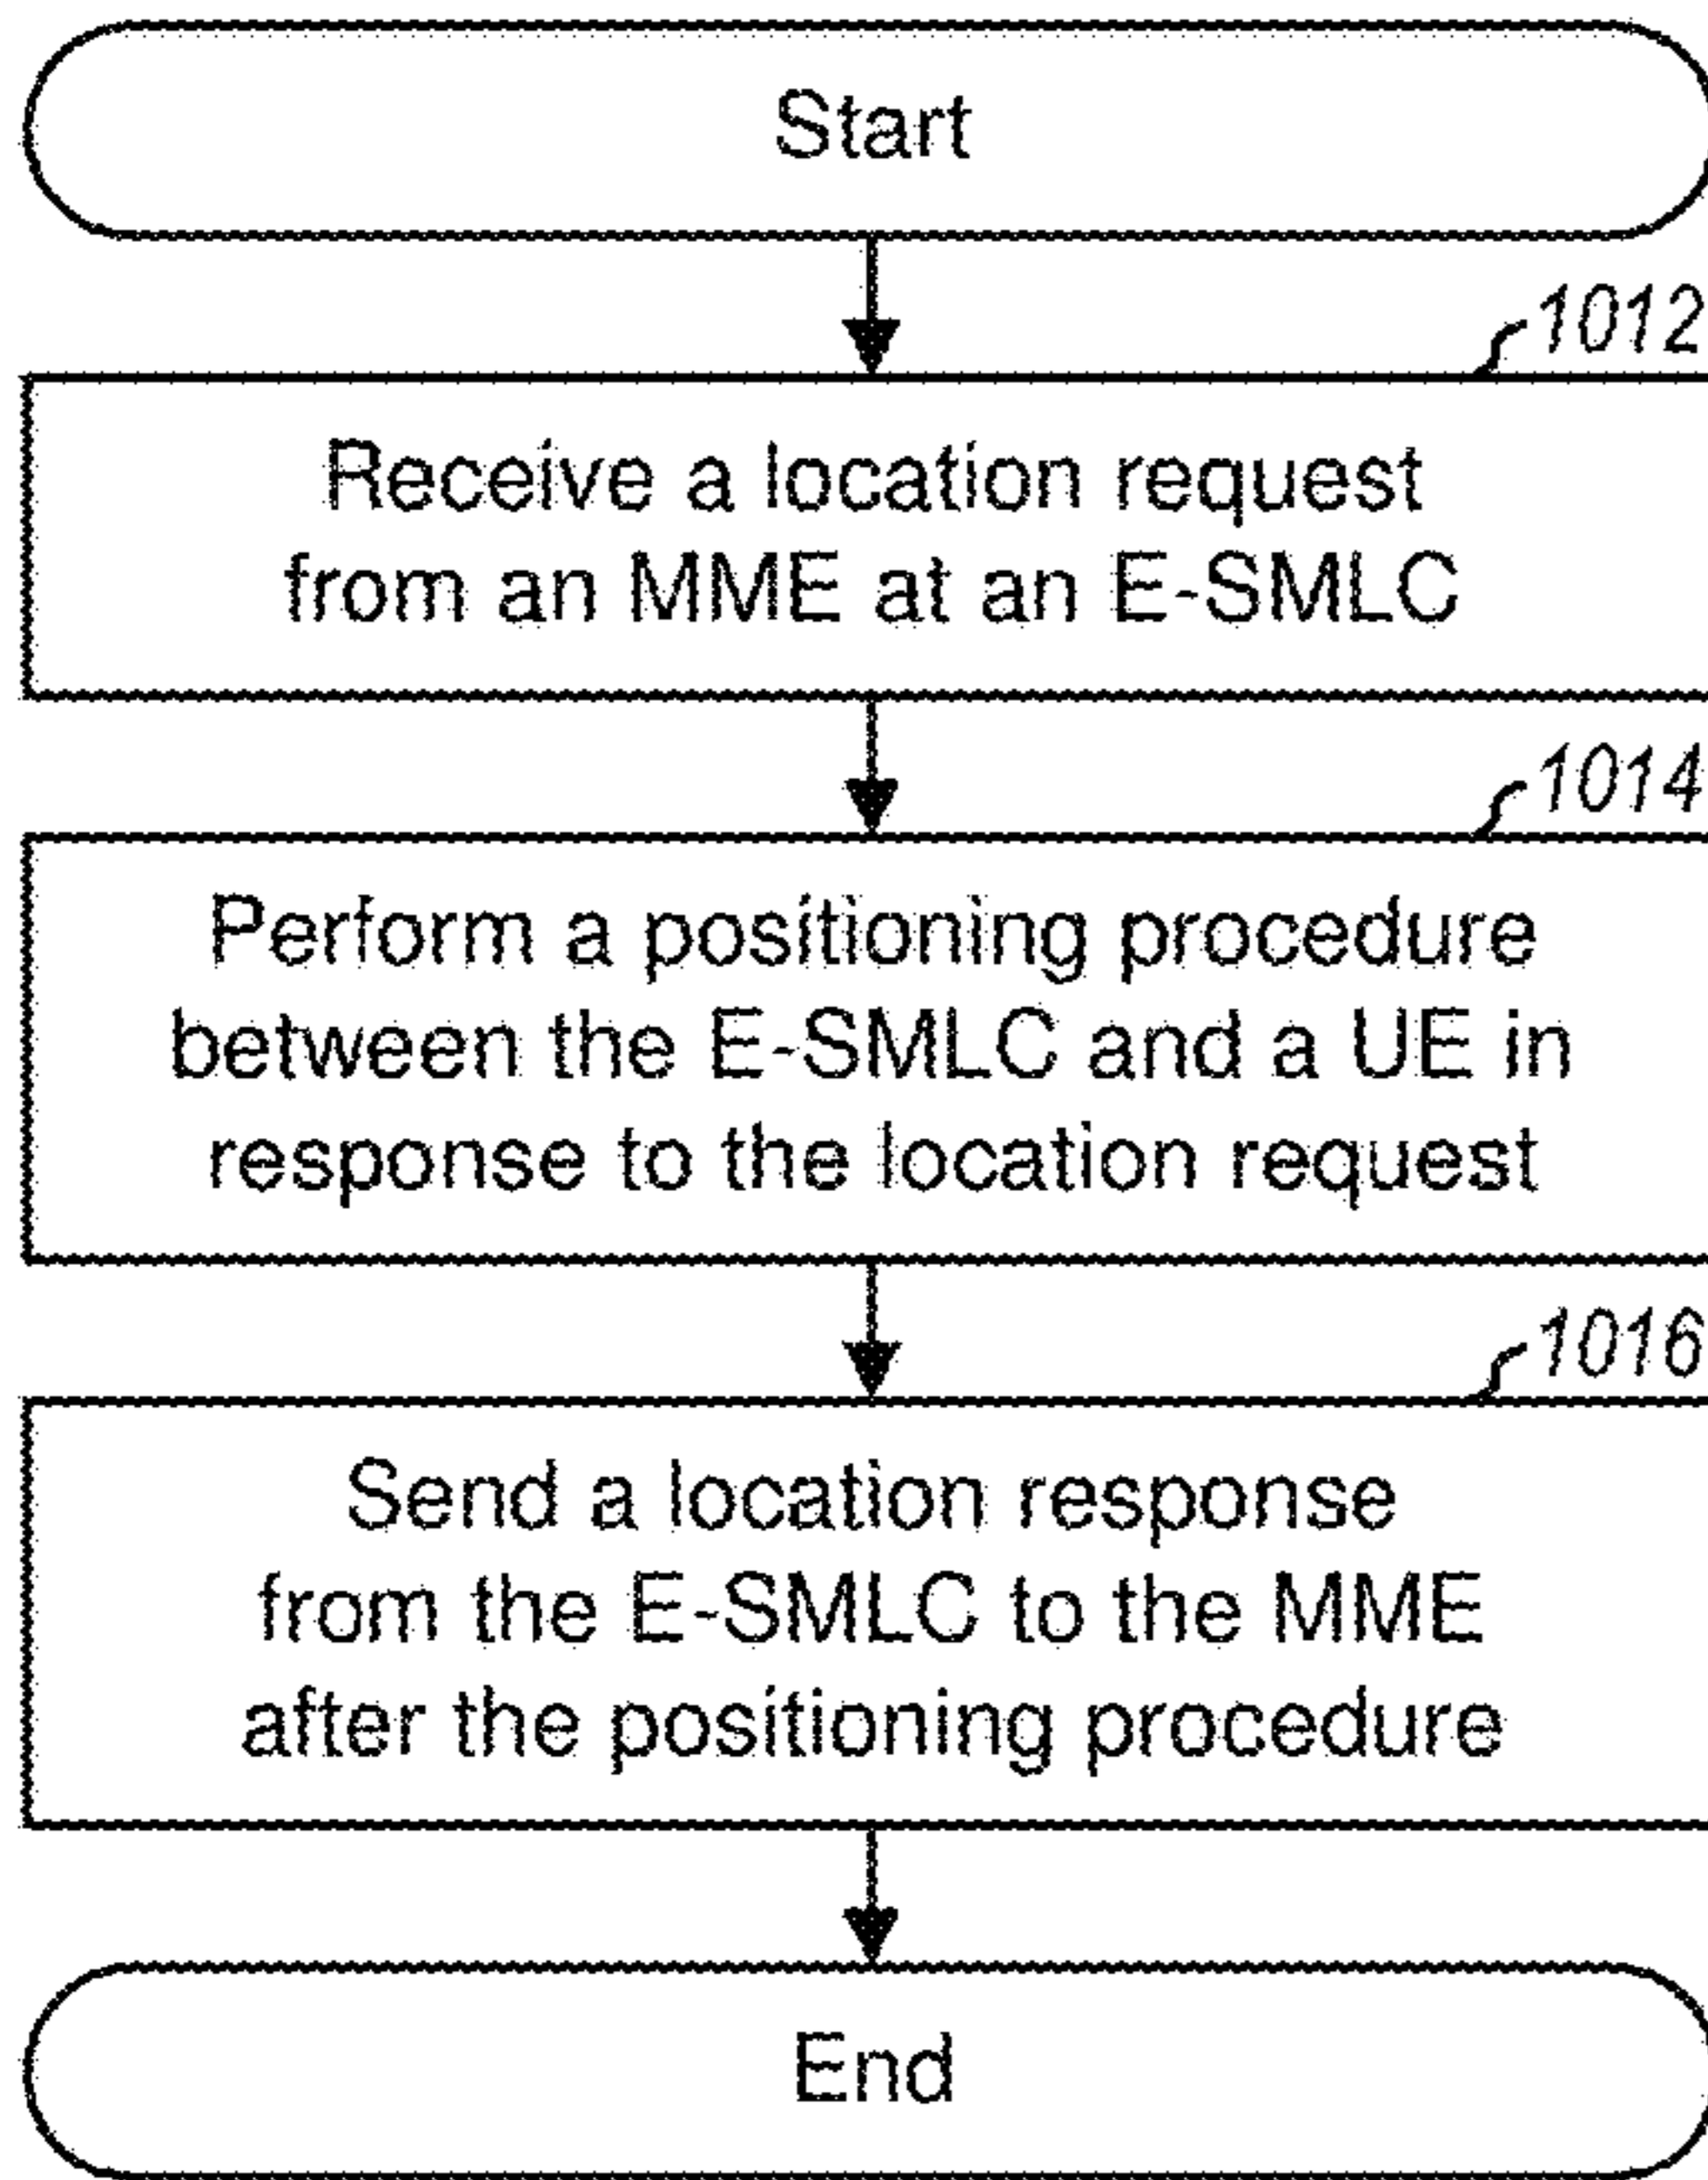 Start
1012
Receive a location request
from an MME at an E-SMLC
1014
Perform a positioning procedure
between the E-SMLC and a UE in
response to the location request
1016
Send a location response
from the E-SMLC to the MME
after the positioning procedure
End